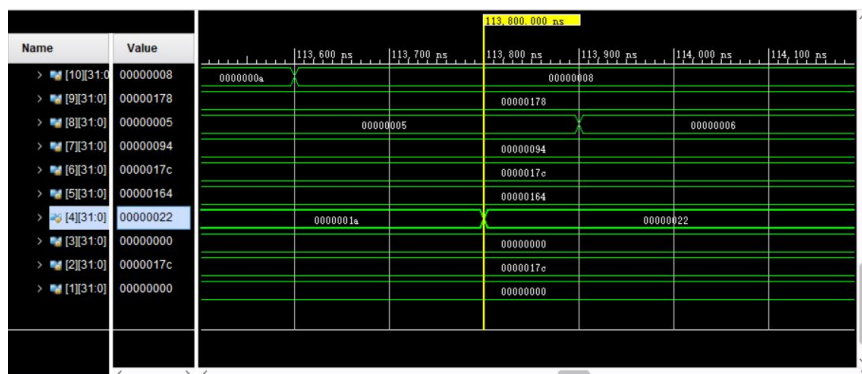 113,800.000 ns
Name Value
113,600 ns 113,700 ns 113,800 ns 113,900 ns 114,000 ns 114,100 ns
> [10][31:0 00000008 0000000a 00000008
> [9][31:0] 00000178 00000178
> [8][31:0] 00000005 00000005 00000006
> [7][31:0] 00000094 00000094
> [6][31:0] 0000017c 0000017c
> [5][31:0] 00000164 00000164
> [4][31:0] 00000022 0000001a 00000022
> [3][31:0] 00000000 00000000
> [2][31:0] 0000017c 0000017c
> [1][31:0] 00000000 00000000